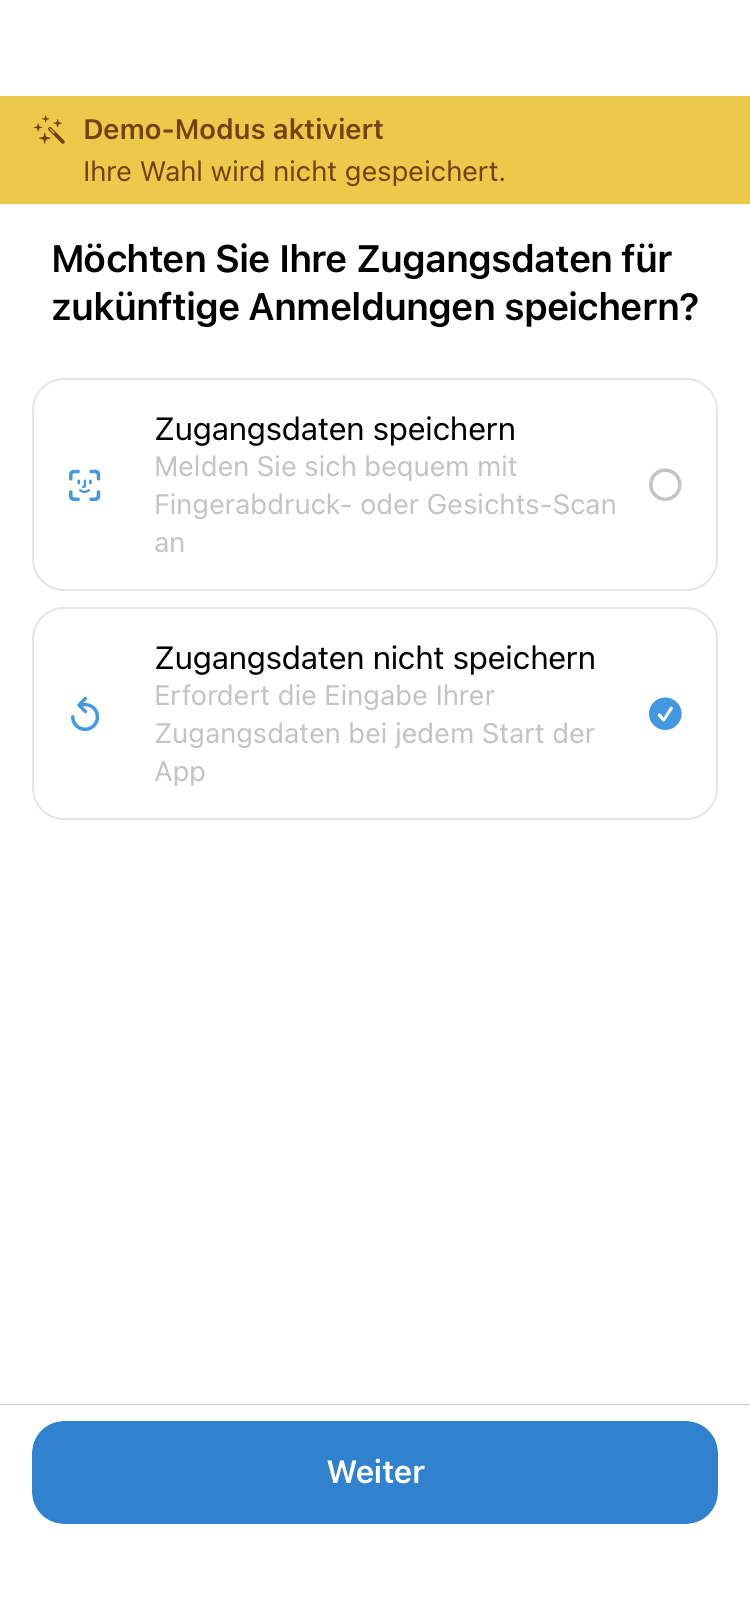 Demo-Modus aktiviert
Ihre Wahl wird nicht gespeichert.
Möchten Sie Ihre Zugangsdaten für
zukünftige Anmeldungen speichern?
Zugangsdaten speichern
Melden Sie sich bequem mit
Fingerabdruck- oder Gesichts-Scan
an
Zugangsdaten nicht speichern
Erfordert die Eingabe Ihrer
Zugangsdaten bei jedem Start der
App
Weiter